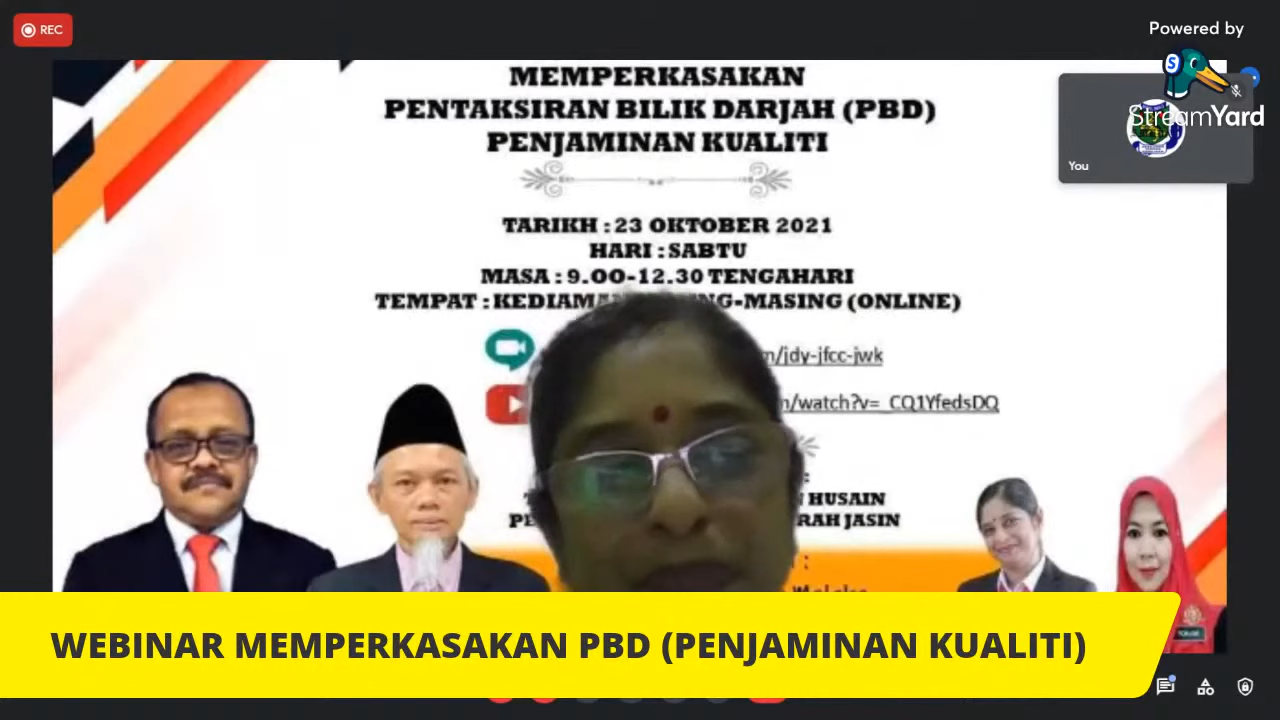 REC
Powered by
StreamYard
You
MEMPERKASAKAN
PENTAKSIRAN BILIK DARJAH (PBD)
PENJAMINAN KUALITI
TARIKH : 23 OKTOBER 2021
HARI : SABTU
MASA : 9.00-12.30 TENGAHARI
TEMPAT : KEDIAMAN -MASING (ONLINE)
/jdy-jfcc-jwk
/watch?v=_CQ1YfedsDQ
HUSAIN
JASIN
WEBINAR MEMPERKASAKAN PBD (PENJAMINAN KUALITI)